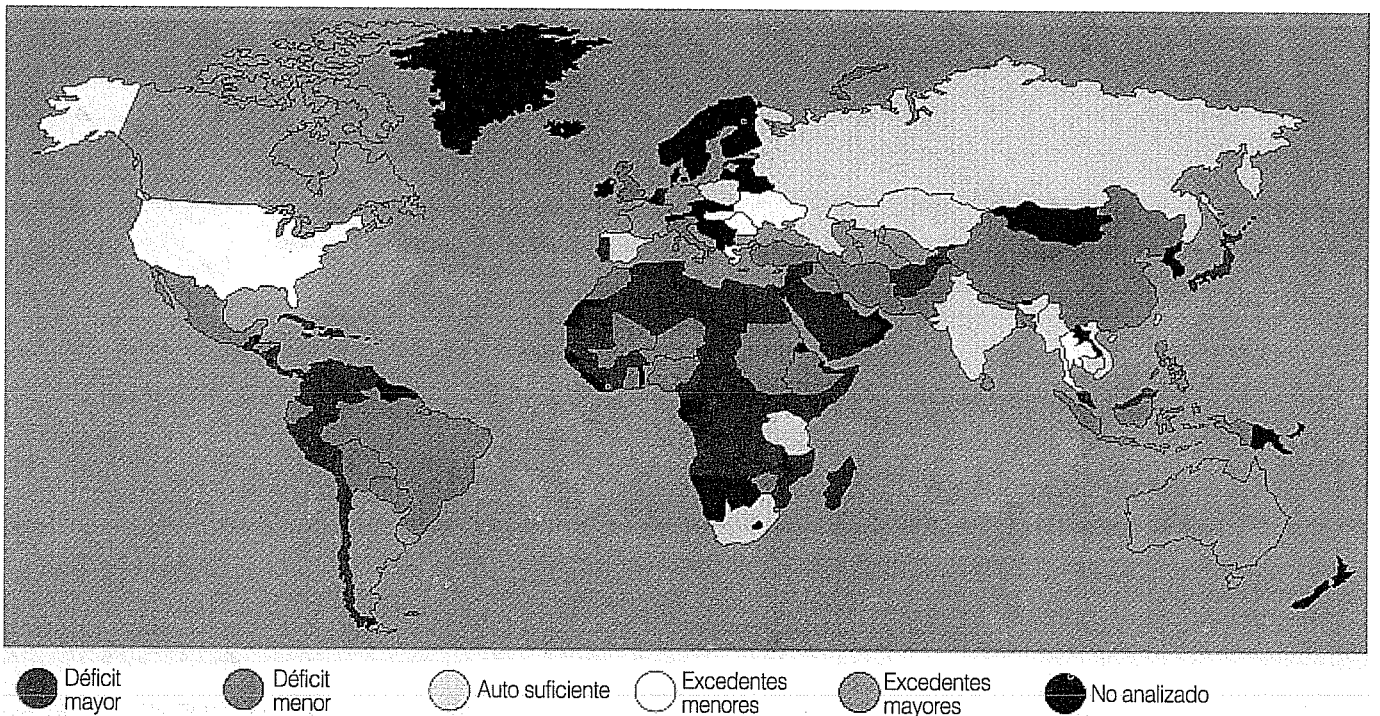 Déficit
mayor
Déficit
menor
Auto suficiente
Excedentes
menores
Excedentes
mayores
No analizado